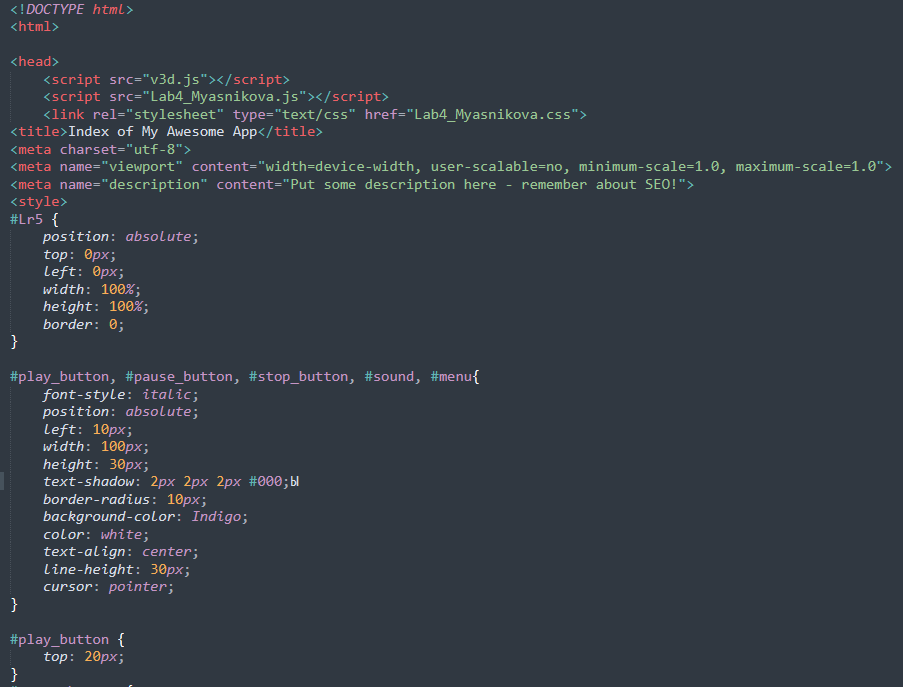 <!DOCTYPE html>
<html>
<head>
<script src="v3d.js"></script>
<script src="Lab4_Myasnikova.js"></script>
<link rel="stylesheet" type="text/css" href="Lab4_Myasnikova.css">
<title>Index of My Awesome App</title>
<meta charset="utf-8">
<meta name="viewport" content="width=device-width, user-scalable=no, minimum-scale=1.0, maximum-scale=1.0">
<meta name="description" content="Put some description here - remember about SEO!">
<style>
#Lr5 {
position: absolute;
top: 0px;
left: 0px;
width: 100%;
height: 100%;
border: 0;
}
#play_button, #pause_button, #stop_button, #sound, #menu{
font-style: italic;
position: absolute;
left: 10px;
width: 100px;
height: 30px;
text-shadow: 2px 2px 2px #000;ы
border-radius: 10px;
background-color: Indigo;
color: white;
text-align: center;
line-height: 30px;
cursor: pointer;
}
#play_button {
top: 20px;
}